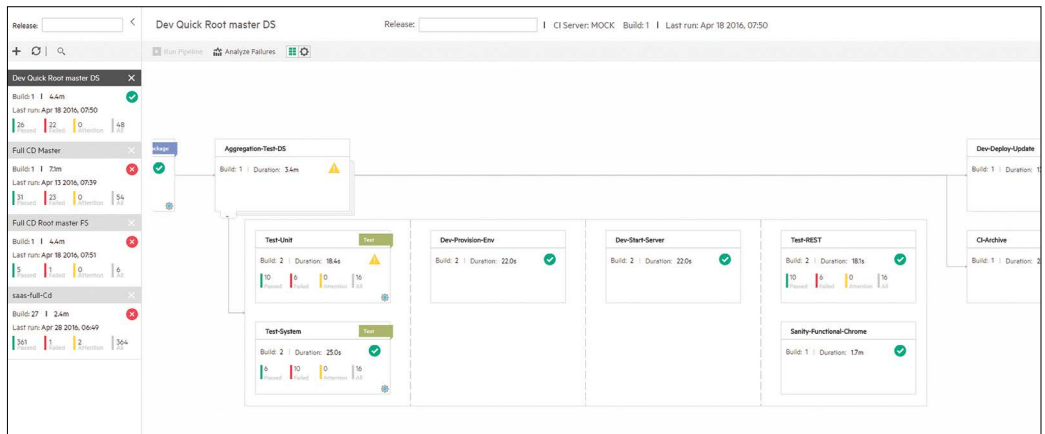 Release:
Dev Quick Root master DS
Release:
CI Server: MOCK Build: 1 | Last run: Apr 18 2016, 07:50
Run Pipeline
Analyze Failures
Dev Quick Root master DS
Build: 1 | 4.4m
Last run: Apr 18 2016, 07:50
26 22 0 48
Passed Failed Attention All
Full CD Master
Build: 1 | 7.1m
Last run: Apr 13 2016, 07:39
31 23 0 54
Passed Failed Attention All
Full CD Root master FS
Build: 1 | 4.4m
Last run: Apr 18 2016, 07:51
5 1 0 6
Passed Failed Attention All
saas-full-Cd
Build: 27 | 2.4m
Last run: Apr 28 2016, 06:49
361 1 2 364
Passed Failed Attention All
Aggregation-Test-DS
Build: 1 | Duration: 3.4m
Test-Unit
Test
Build: 2 | Duration: 18.4s
10 6 0 16
Passed Failed Attention All
Dev-Provision-Env
Build: 2 | Duration: 22.0s
Dev-Start-Server
Build: 2 | Duration: 22.0s
Test-REST
Build: 2 | Duration: 18.1s
10 6 0 16
Passed Failed Attention All
Test-System
Test
Build: 2 | Duration: 25.0s
6 10 0 16
Passed Failed Attention All
Sanity-Functional-Chrome
Build: 1 | Duration: 1.7m
Dev-Deploy-Update
Build: 1 | Duration:
CI-Archive
Build: 1 | Duration: 2